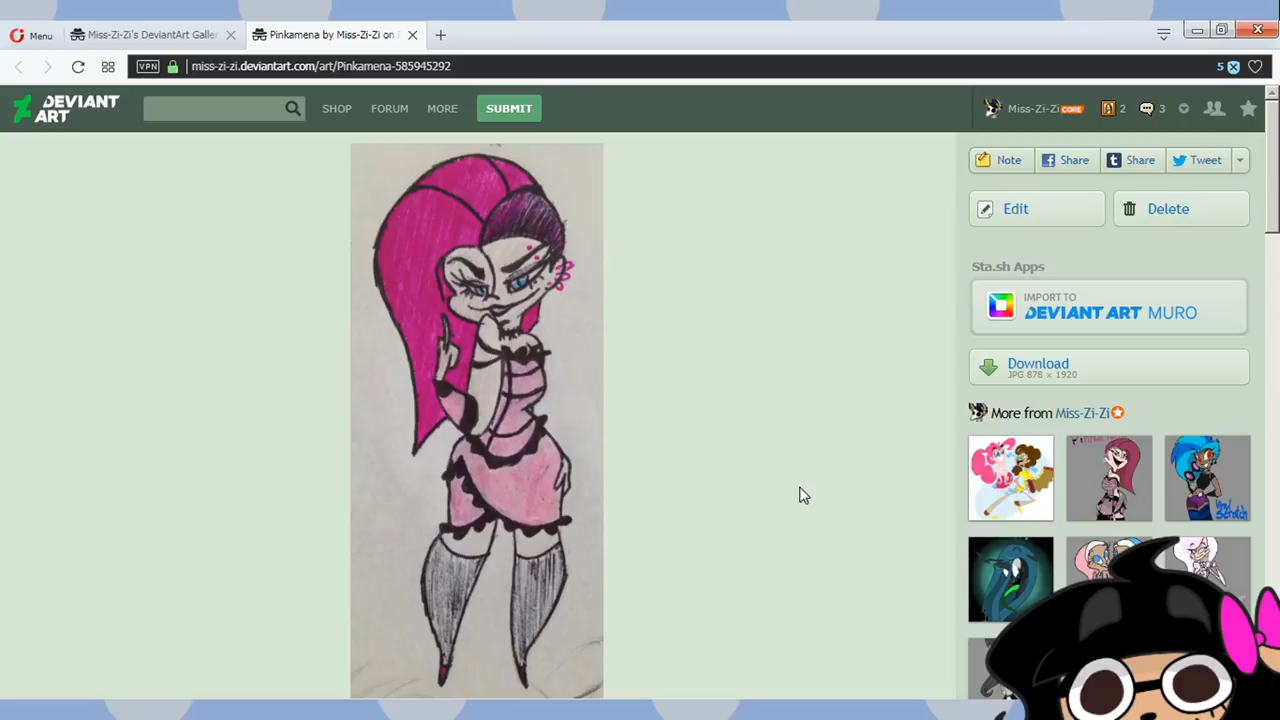 Menu
Miss-Zi-Zi's DeviantArt Galler
Pinkamena by Miss-Zi-Zi on
VPN
miss-zi-zi.deviantart.com/art/Pinkamena-585945292
5
DEVIANT ART
SHOP
FORUM
MORE
SUBMIT
Miss-Zi-Zi CORE
2
3
Note
Share
Share
Tweet
Edit
Delete
Sta.sh Apps
IMPORT TO
DEVIANT ART MURO
Download
JPG 878 × 1920
More from Miss-Zi-Zi
Vinyl Scratch